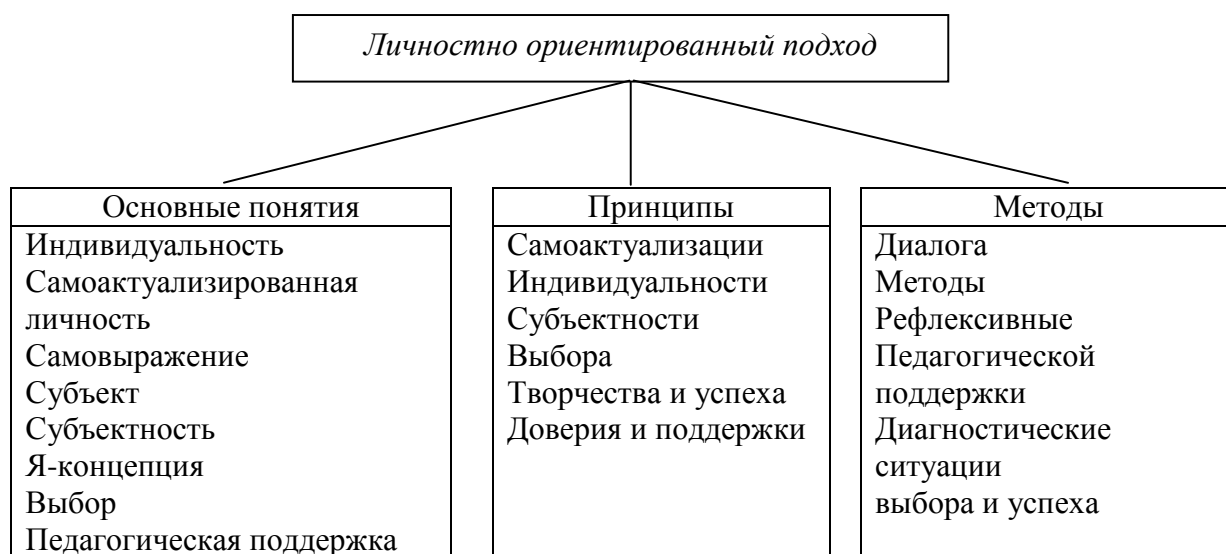 Личностно ориентированный подход
Основные понятия
Индивидуальность
Самоактуализированная
личность
Самовыражение
Субъект
Субъектность
Я-концепция
Выбор
Педагогическая поддержка
Принципы
Самоактуализации
Индивидуальности
Субъектности
Выбора
Творчества и успеха
Доверия и поддержки
Методы
Диалога
Методы
Рефлексивные
Педагогической
поддержки
Диагностические
ситуации
выбора и успеха